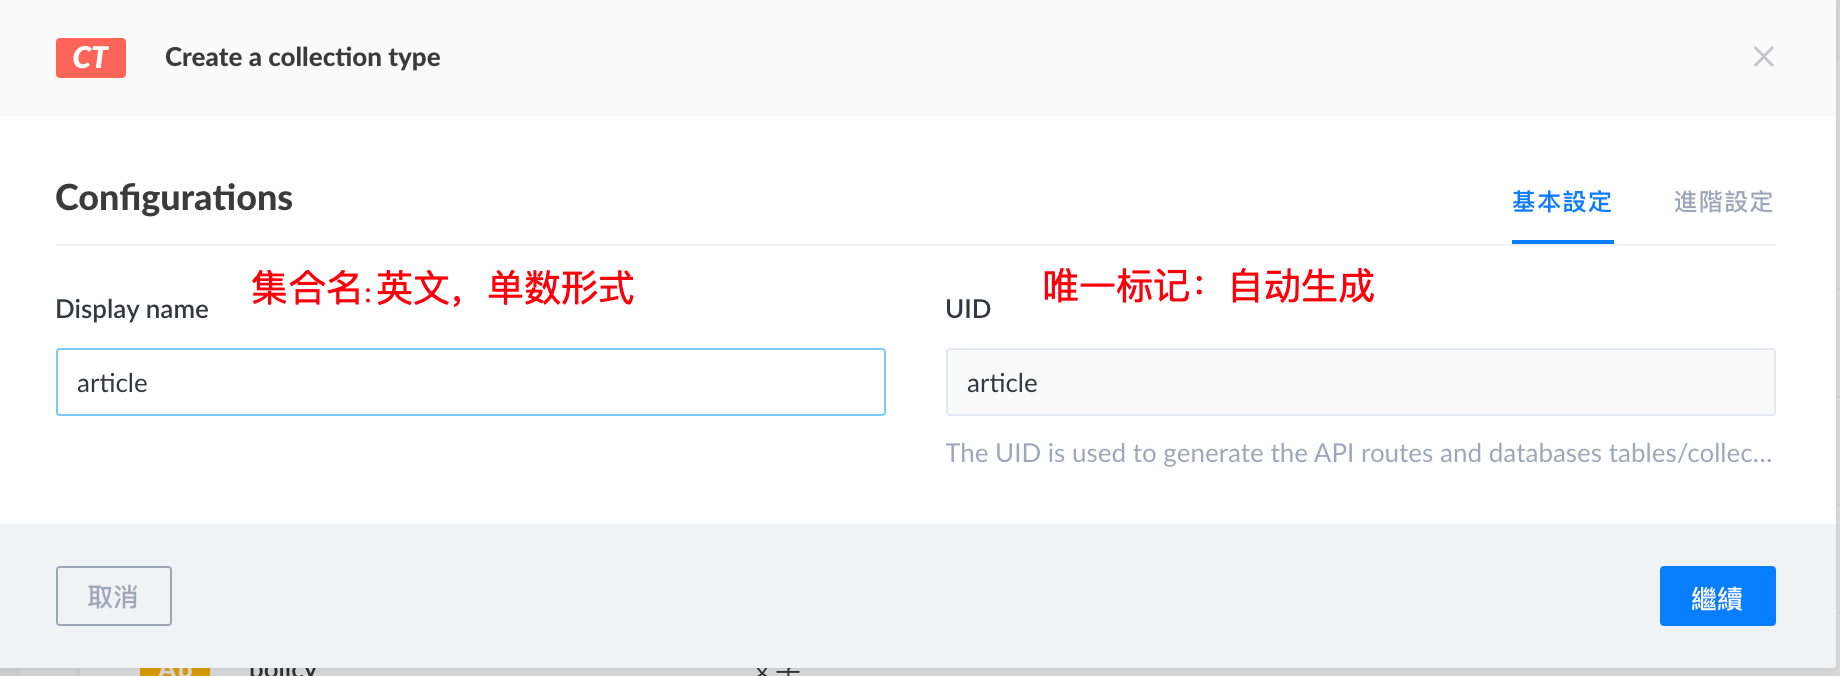 CT Create a collection type
Configurations
基本設定 進階設定
集合名:英文，单数形式
唯一标记：自动生成
Display name
UID
article
article
The UID is used to generate the API routes and databases tables/collec...
取消
繼續
policy